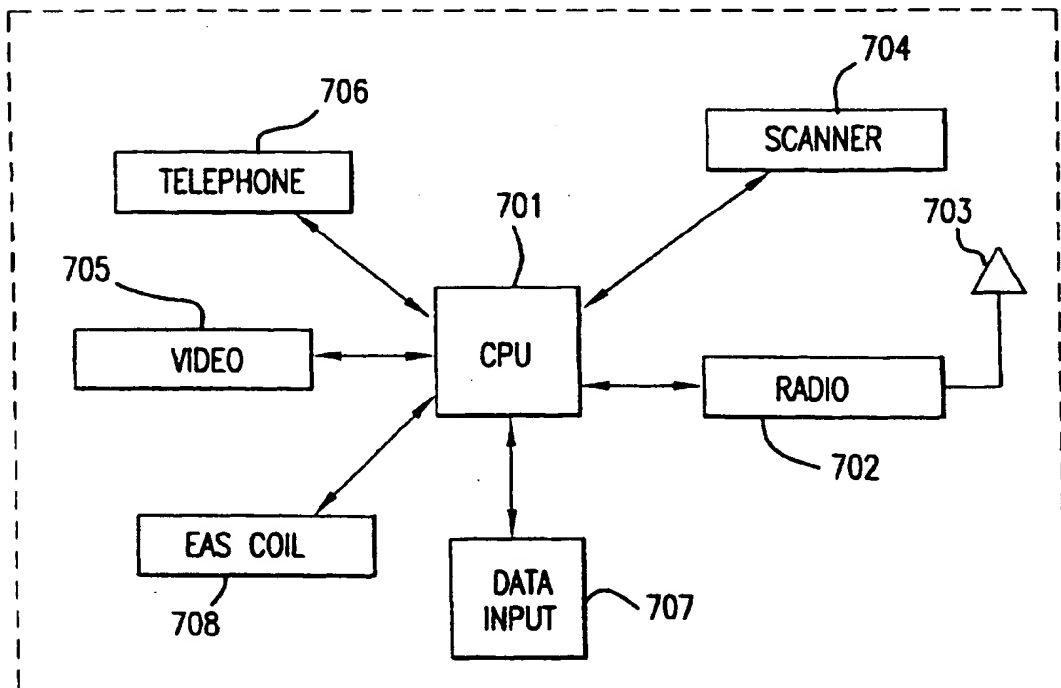 704
706
SCANNER
TELEPHONE
701
703
705
CPU
VIDEO
RADIO
702
EAS COIL
DATA
INPUT
707
708